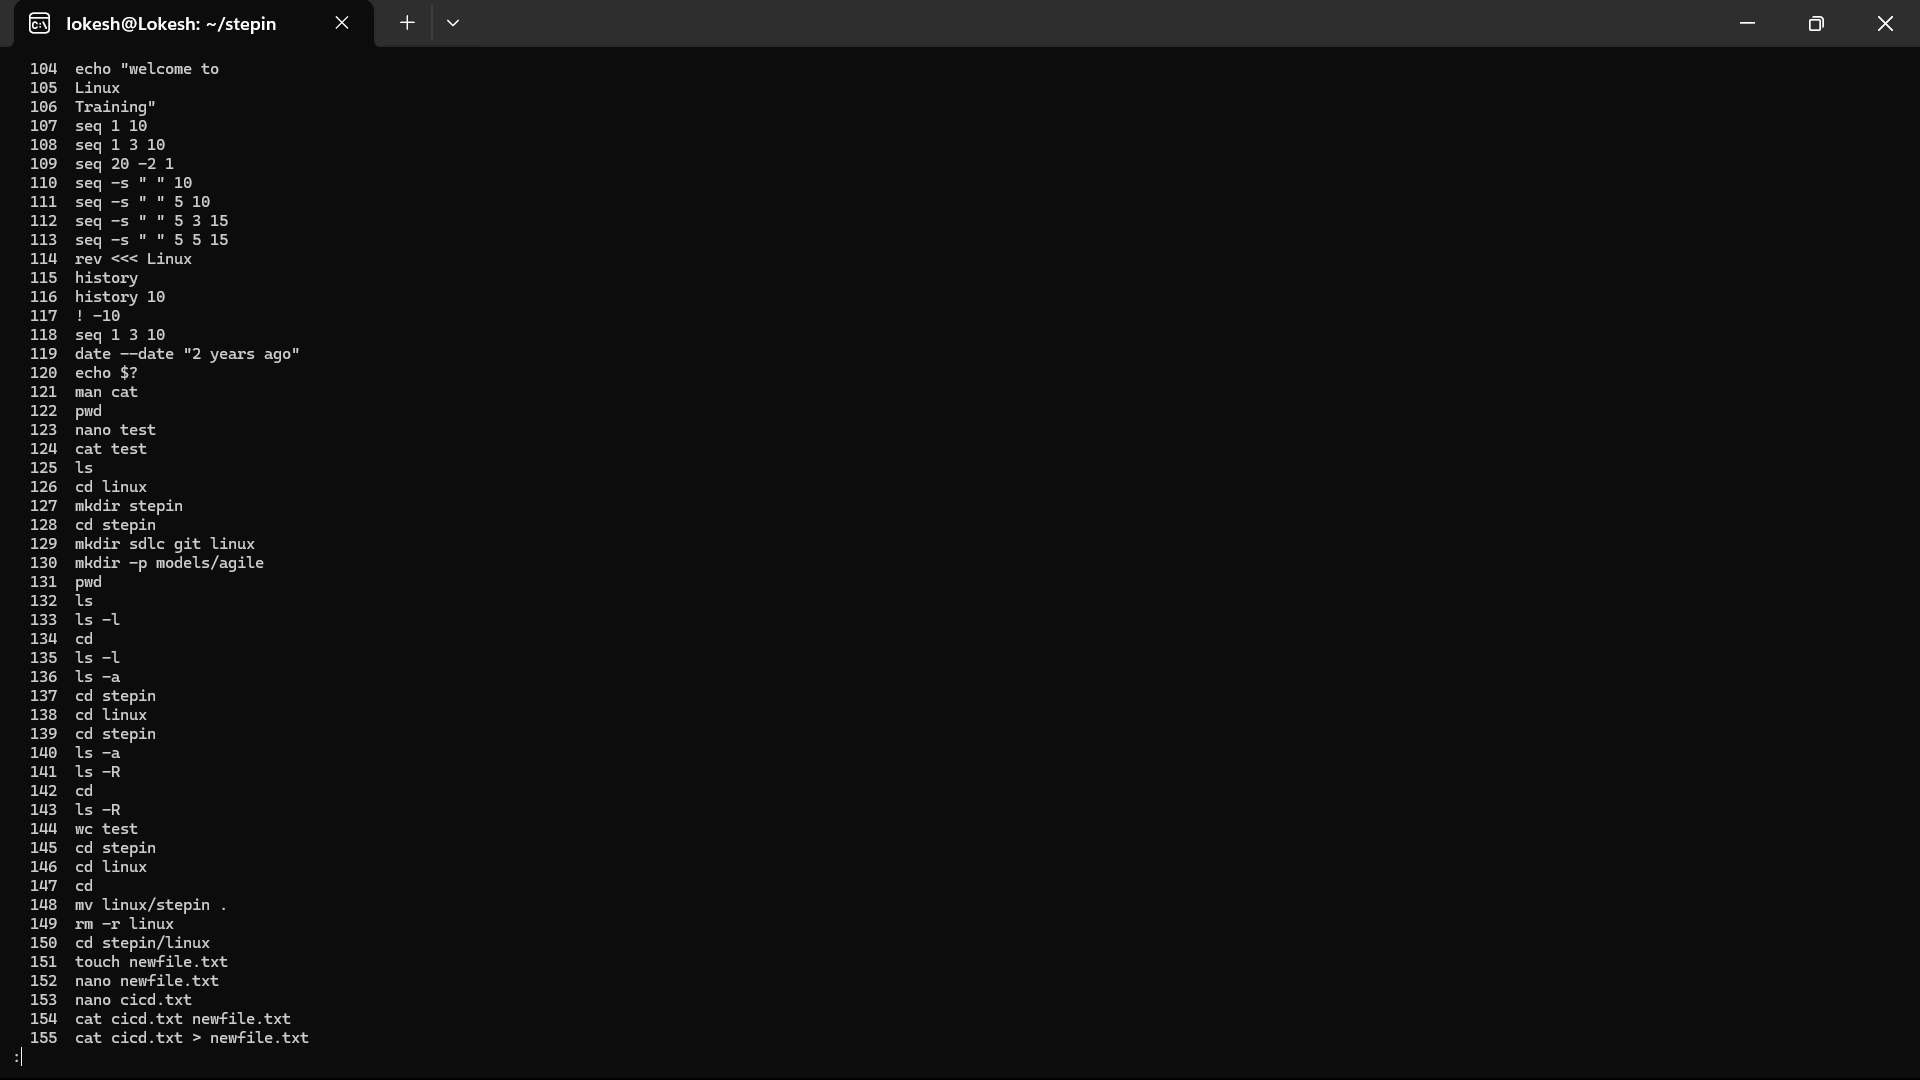 lokesh@Lokesh: ~/stepin
104 echo "welcome to
105 Linux
106 Training"
107 seq 1 10
108 seq 1 3 10
109 seq 20 -2 1
110 seq -s " " 10
111 seq -s " " 5 10
112 seq -s " " 5 3 15
113 seq -s " " 5 5 15
114 rev <<< Linux
115 history
116 history 10
117 ! -10
118 seq 1 3 10
119 date --date "2 years ago"
120 echo $?
121 man cat
122 pwd
123 nano test
124 cat test
125 ls
126 cd linux
127 mkdir stepin
128 cd stepin
129 mkdir sdlc git linux
130 mkdir -p models/agile
131 pwd
132 ls
133 ls -l
134 cd
135 ls -l
136 ls -a
137 cd stepin
138 cd linux
139 cd stepin
140 ls -a
141 ls -R
142 cd
143 ls -R
144 wc test
145 cd stepin
146 cd linux
147 cd
148 mv linux/stepin .
149 rm -r linux
150 cd stepin/linux
151 touch newfile.txt
152 nano newfile.txt
153 nano cicd.txt
154 cat cicd.txt newfile.txt
155 cat cicd.txt > newfile.txt
: